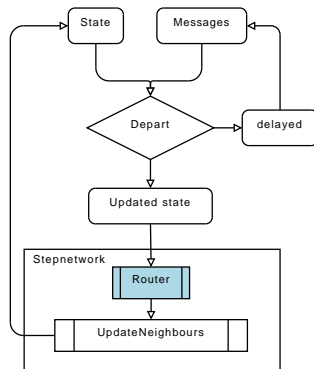 State
Messages
Depart
delayed
Updated state
Stepnetwork
Router
UpdateNeighbours